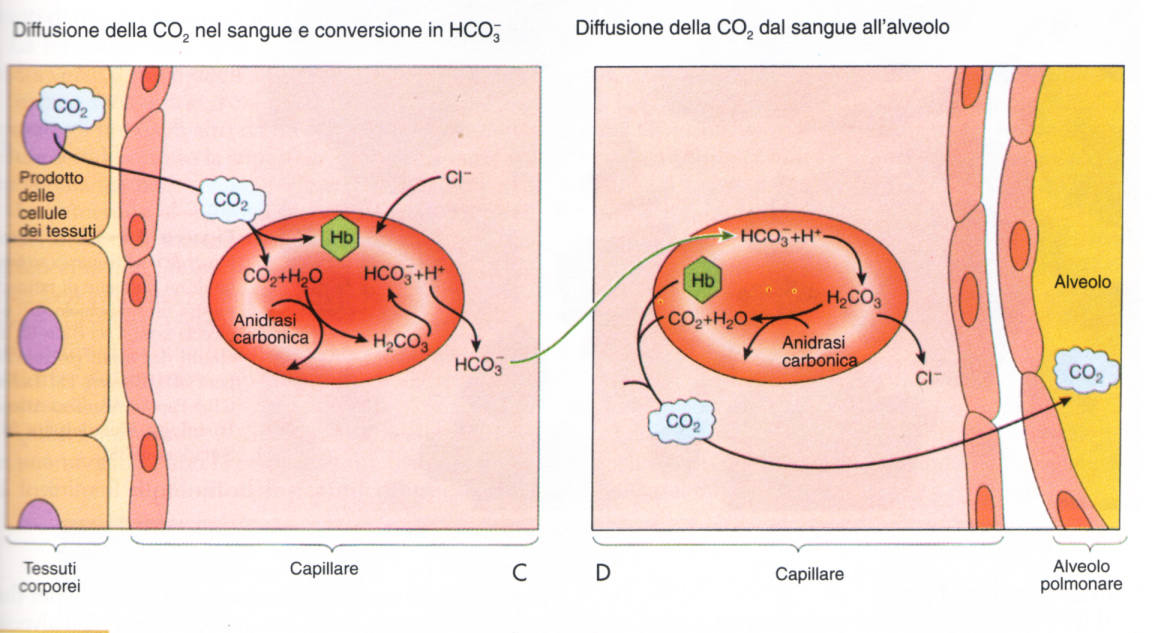 Diffusione della CO₂ nel sangue e conversione in HCO₃⁻
Diffusione della CO₂ dal sangue all'alveolo
CO₂
Prodotto
delle
cellule
dei tessuti
CO₂
Cl⁻
Hb
CO₂+H₂O
HCO₃⁻+H⁺
Anidrasi
carbonica
H₂CO₃
HCO₃⁻
HCO₃⁻+H⁺
Hb
H₂CO₃
CO₂+H₂O
Anidrasi
carbonica
Cl⁻
CO₂
Alveolo
CO₂
Tessuti
corporei
Capillare
C
D
Capillare
Alveolo
polmonare